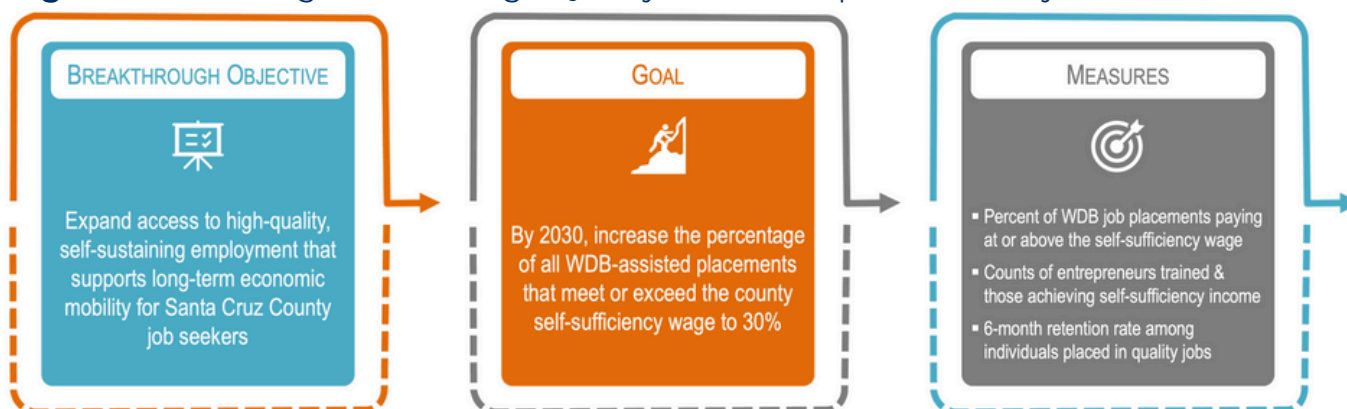 BREAKTHROUGH OBJECTIVE
Expand access to high-quality,
self-sustaining employment that
supports long-term economic
mobility for Santa Cruz County
job seekers
GOAL
By 2030, increase the percentage
of all WDB-assisted placements
that meet or exceed the county
self-sufficiency wage to 30%
MEASURES
▪ Percent of WDB job placements paying
at or above the self-sufficiency wage
▪ Counts of entrepreneurs trained &
those achieving self-sufficiency income
▪ 6-month retention rate among
individuals placed in quality jobs